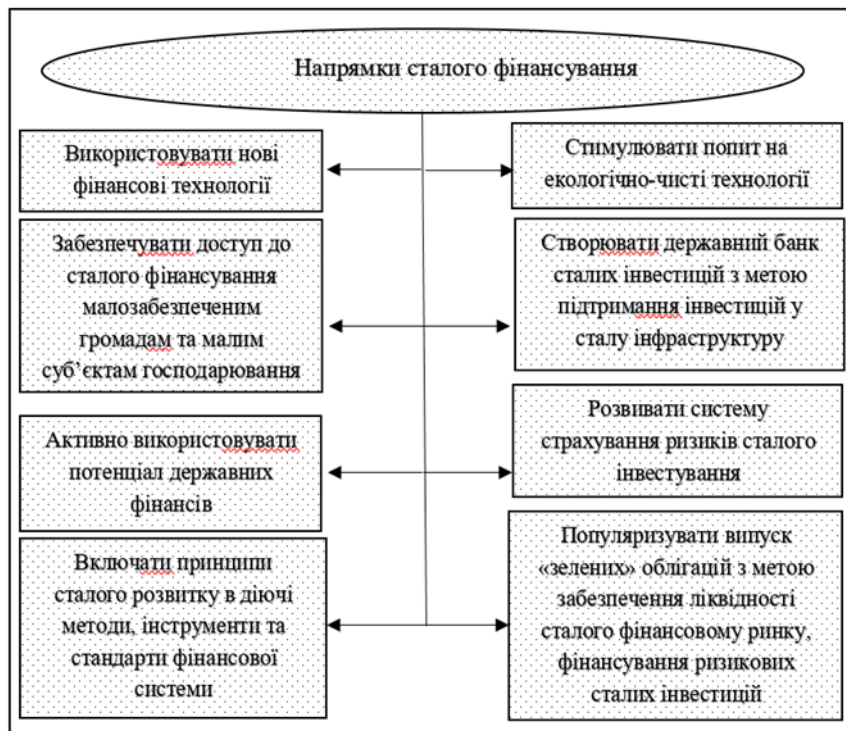 Напрямки сталого фінансування
Використовувати нові
фінансові технології
Стимулювати попит на
екологічно-чисті технології
Забезпечувати доступ до
сталого фінансування
малозабезпеченим
громадам та малим
суб’єктам господарювання
Створювати державний банк
сталих інвестицій з метою
підтримання інвестицій у
сталу інфраструктуру
Активно використовувати
потенціал державних
фінансів
Розвивати систему
страхування ризиків сталого
інвестування
Включати принципи
сталого розвитку в діючі
методи, інструменти та
стандарти фінансової
системи
Популяризувати випуск
«зелених» облігацій з метою
забезпечення ліквідності
сталого фінансовому ринку,
фінансування ризикових
сталих інвестицій